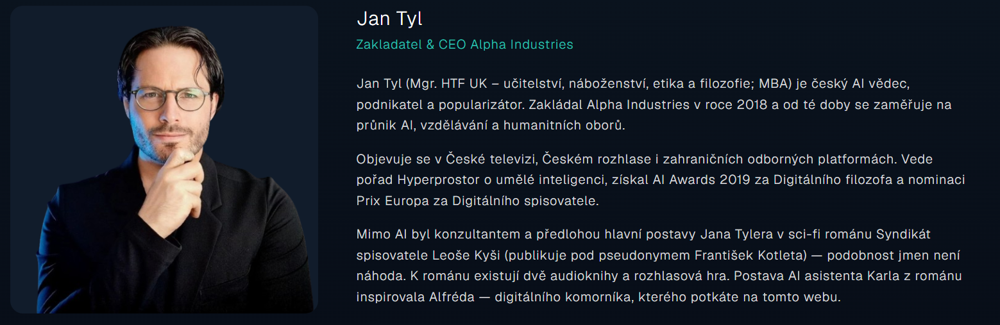 Jan Tyl
Zakladatel & CEO Alpha Industries
Jan Tyl (Mgr. HTF UK – učitelství, náboženství, etika a filozofie; MBA) je český AI vědec,
podnikatel a popularizátor. Zakládal Alpha Industries v roce 2018 a od té doby se zaměřuje na
průnik AI, vzdělávání a humanitních oborů.
Objevuje se v České televizi, Českém rozhlase i zahraničních odborných platformách. Vede
pořad Hyperprostor o umělé inteligenci, získal AI Awards 2019 za Digitálního filozofa a nominaci
Prix Europa za Digitálního spisovatele.
Mimo AI byl konzultantem a předlohou hlavní postavy Jana Tylera v sci-fi románu Syndikát
spisovatele Leoše Kyši (publikuje pod pseudonymem František Kotleta) — podobnost jmen není
náhoda. K románu existují dvě audioknihy a rozhlasová hra. Postava AI asistenta Karla z románu
inspirovala Alfréda — digitálního komorníka, kterého potkáte na tomto webu.